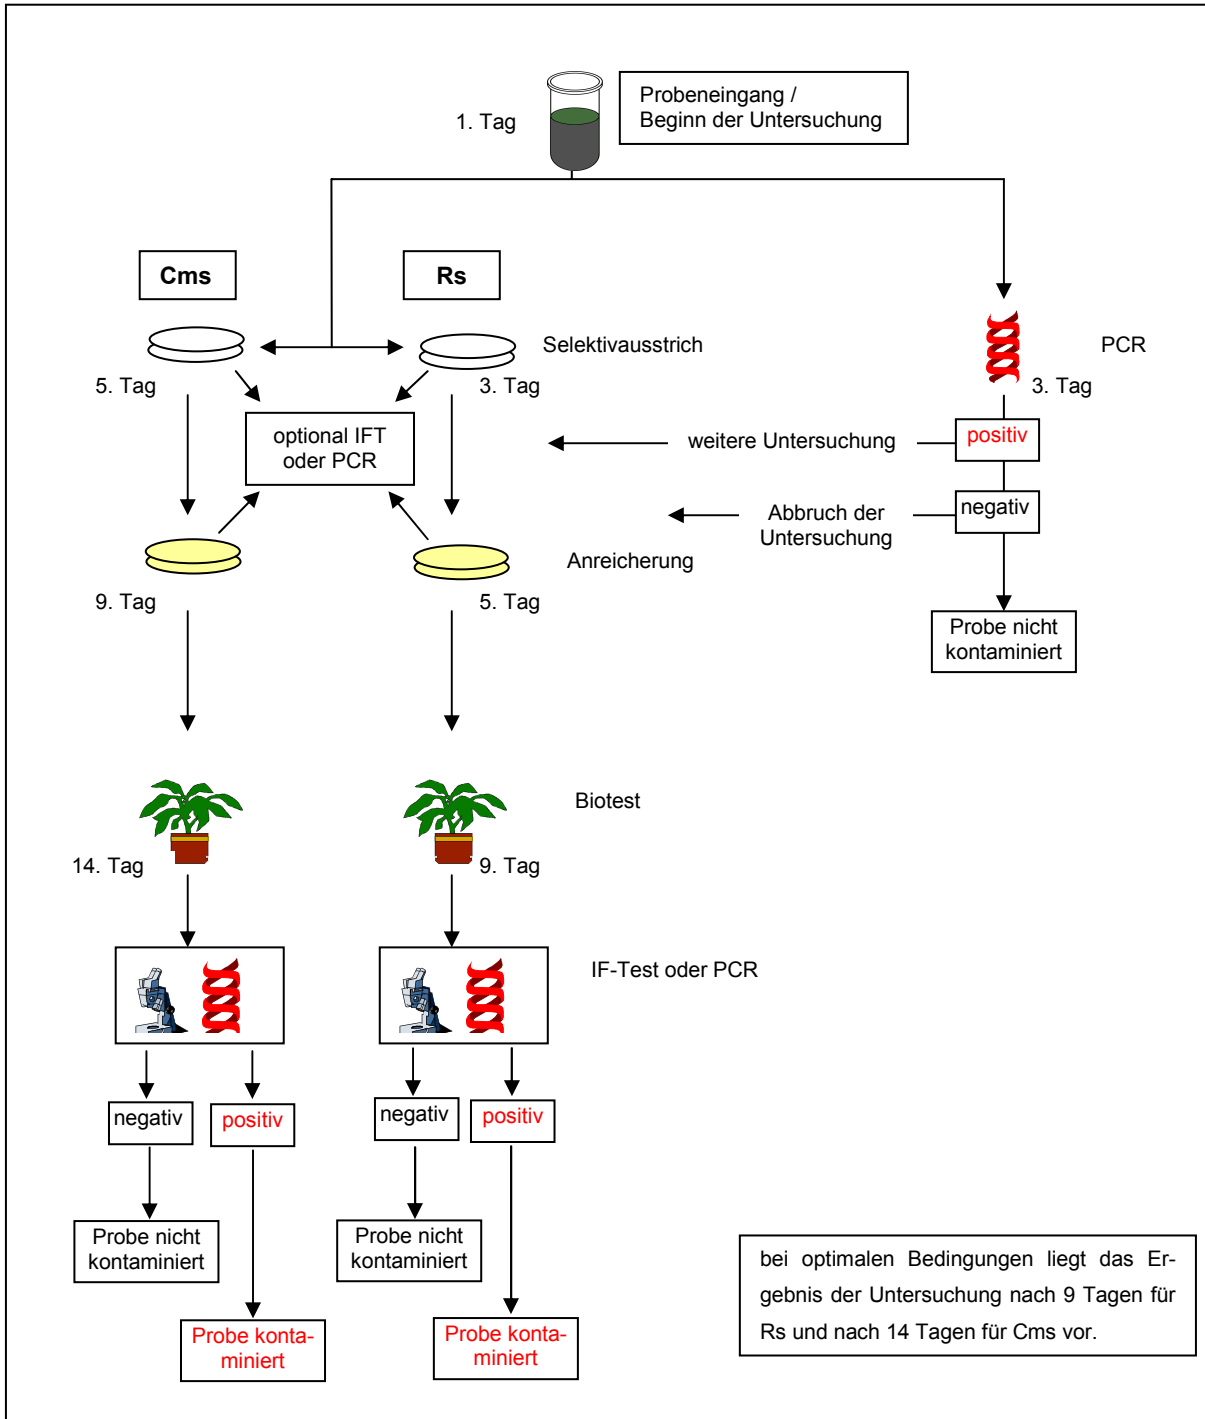 Probeneingang /
Beginn der Untersuchung
1. Tag
Cms
Rs
Selektivausstrich
PCR
5. Tag
3. Tag
3. Tag
optional IFT
oder PCR
weitere Untersuchung
positiv
negativ
Abbruch der
Untersuchung
Anreicherung
9. Tag
5. Tag
Probe nicht
kontaminiert
Biotest
14. Tag
9. Tag
IF-Test oder PCR
negativ
positiv
negativ
positiv
Probe nicht
kontaminiert
Probe nicht
kontaminiert
Probe konta-
miniert
Probe konta-
miniert
bei optimalen Bedingungen liegt das Er-
gebnis der Untersuchung nach 9 Tagen für
Rs und nach 14 Tagen für Cms vor.